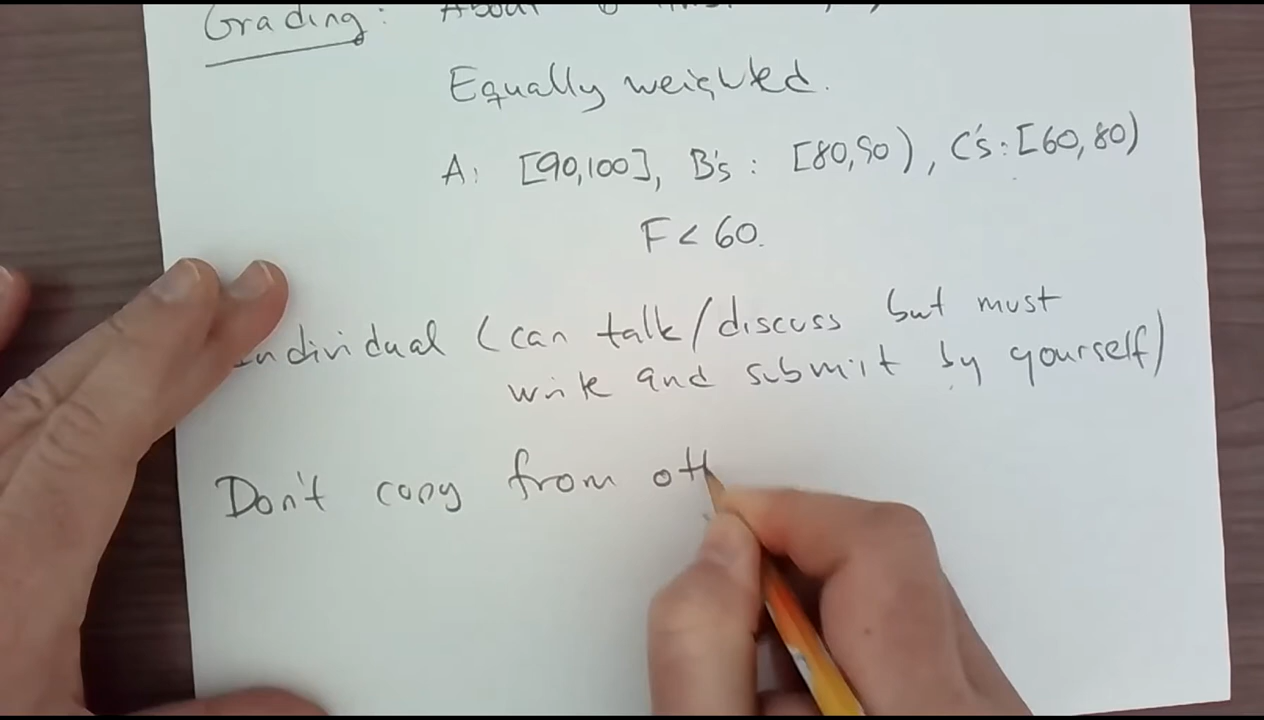 Grading: About
Equally weighted.
A: [90,100], B's: [80,90), C's: [60,80)
F < 60.
Individual (can talk/discuss but must
write and submit by yourself)
Don't copy from oth